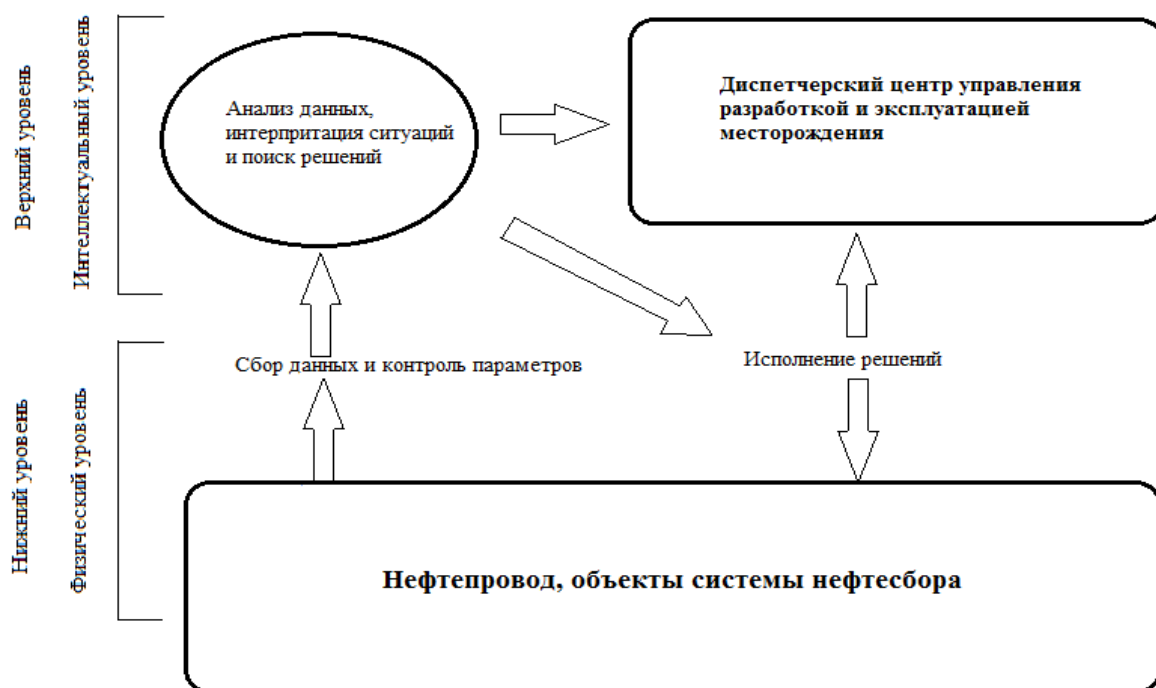 Верхний уровень
Интеллектуальный уровень
Анализ данных,
интерпритация ситуаций
и поиск решений
Диспетчерский центр управления
разработкой и эксплуатацией
месторождения
Сбор данных и контроль параметров
Исполнение решений
Нижний уровень
Физический уровень
Нефтепровод, объекты системы нефтесбора